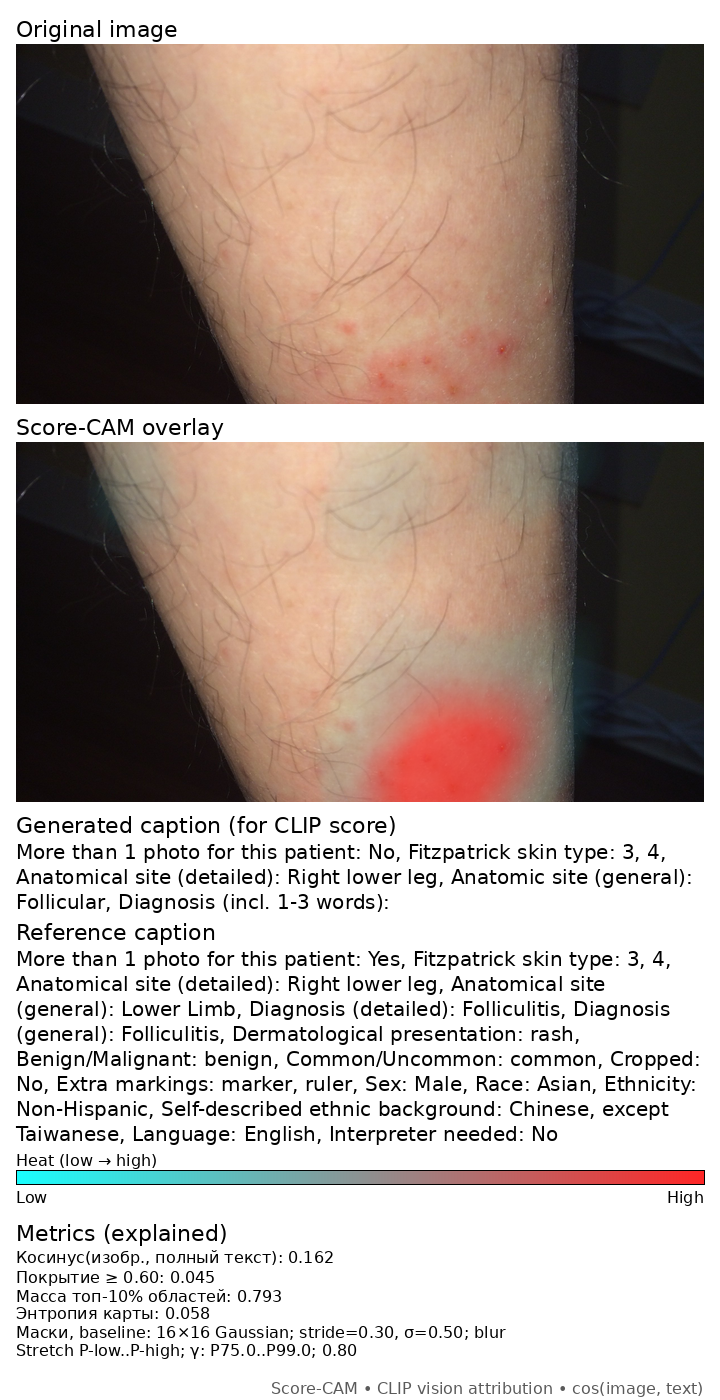 Original image
Score-CAM overlay
Generated caption (for CLIP score)
More than 1 photo for this patient: No, Fitzpatrick skin type: 3, 4,
Anatomical site (detailed): Right lower leg, Anatomic site (general):
Follicular, Diagnosis (incl. 1-3 words):
Reference caption
More than 1 photo for this patient: Yes, Fitzpatrick skin type: 3, 4,
Anatomical site (detailed): Right lower leg, Anatomical site
(general): Lower Limb, Diagnosis (detailed): Folliculitis, Diagnosis
(general): Folliculitis, Dermatological presentation: rash,
Benign/Malignant: benign, Common/Uncommon: common, Cropped:
No, Extra markings: marker, ruler, Sex: Male, Race: Asian, Ethnicity:
Non-Hispanic, Self-described ethnic background: Chinese, except
Taiwanese, Language: English, Interpreter needed: No
Heat (low → high)
Low High
Metrics (explained)
Косинус(изобр., полный текст): 0.162
Покрытие ≥ 0.60: 0.045
Масса топ-10% областей: 0.793
Энтропия карты: 0.058
Маски, baseline: 16×16 Gaussian; stride=0.30, σ=0.50; blur
Stretch P-low..P-high; γ: P75.0..P99.0; 0.80
Score-CAM • CLIP vision attribution • cos(image, text)